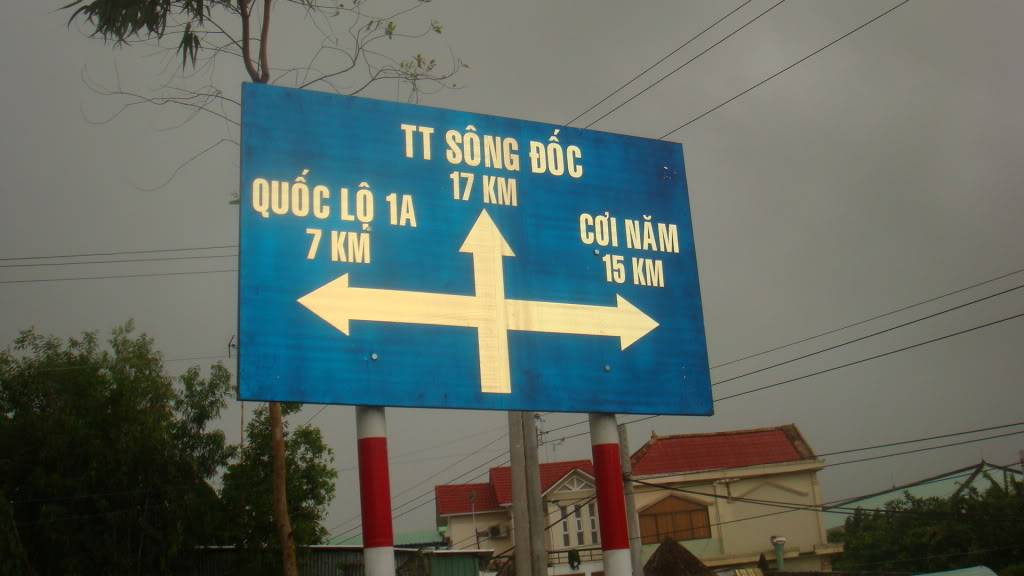 TT SÔNG ĐỐC
17 KM
QUỐC LỘ 1A
7 KM
CƠI NĂM
15 KM